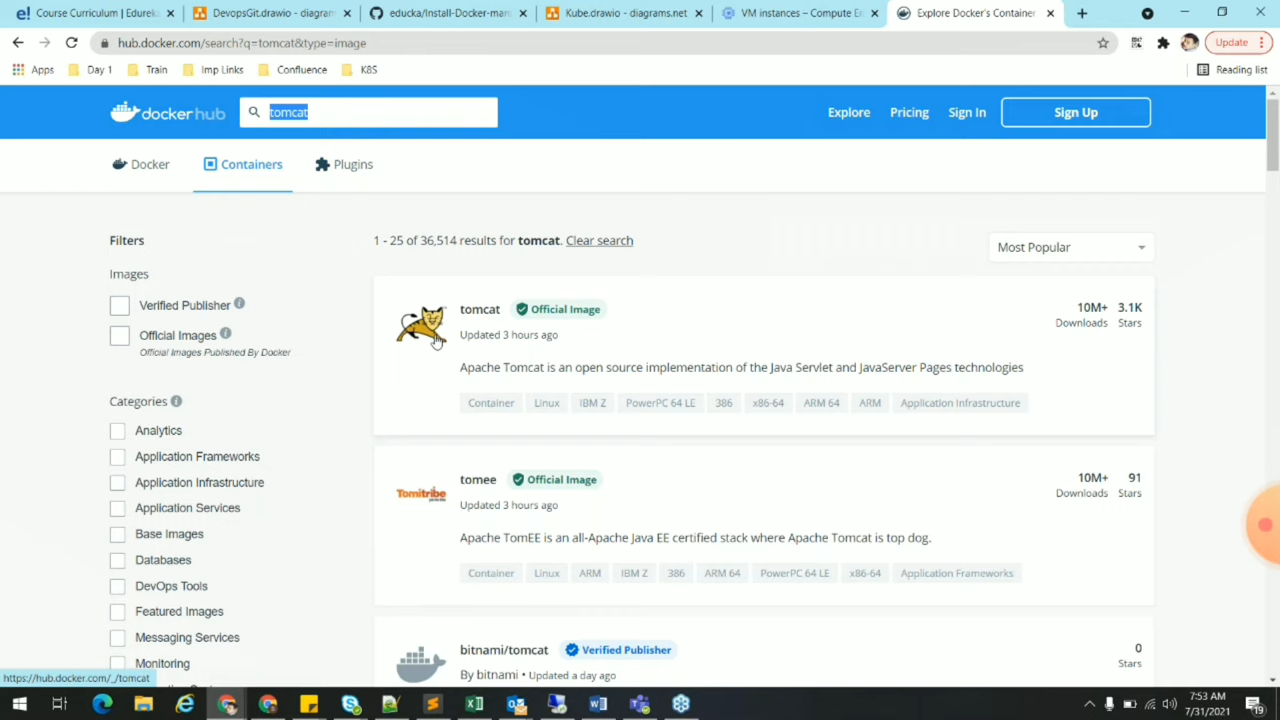 Course Curriculum | Edurek
DevopsGit.drawio - diagram
educka/Install-Docker-man
Kube.drawio - diagrams.net
VM instances – Compute En
Explore Docker's Container
hub.docker.com/search?q=tomcat&type=image
Update
Apps
Day 1
Train
Imp Links
Confluence
K8S
Reading list
dockerhub
tomcat
Explore
Pricing
Sign In
Sign Up
Docker
Containers
Plugins
Filters
1 - 25 of 36,514 results for tomcat. Clear search
Most Popular
Images
Verified Publisher
Official Images
Official Images Published By Docker
Categories
Analytics
Application Frameworks
Application Infrastructure
Application Services
Base Images
Databases
DevOps Tools
Featured Images
Messaging Services
Monitoring
tomcat Official Image
Updated 3 hours ago
10M+ 3.1K
Downloads Stars
Apache Tomcat is an open source implementation of the Java Servlet and JavaServer Pages technologies
Container Linux IBM Z PowerPC 64 LE 386 x86-64 ARM 64 ARM Application Infrastructure
Tomitribe
tomee Official Image
Updated 3 hours ago
10M+ 91
Downloads Stars
Apache TomEE is an all-Apache Java EE certified stack where Apache Tomcat is top dog.
Container Linux ARM IBM Z 386 ARM 64 PowerPC 64 LE x86-64 Application Frameworks
bitnami/tomcat Verified Publisher
By bitnami • Updated a day ago
0
Stars
https://hub.docker.com/_/tomcat
7:53 AM
7/31/2021
19